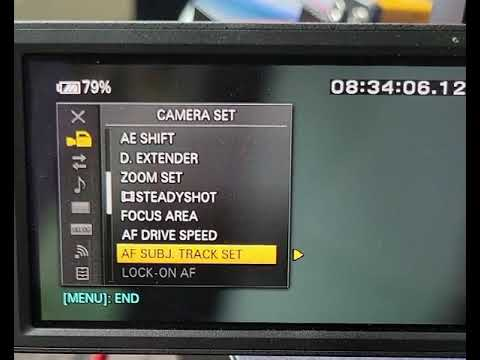 79%
08:34:06.12
CAMERA SET
AE SHIFT
D. EXTENDER
ZOOM SET
STEADYSHOT
FOCUS AREA
AF DRIVE SPEED
AF SUBJ. TRACK SET
LOCK-ON AF
[MENU]: END